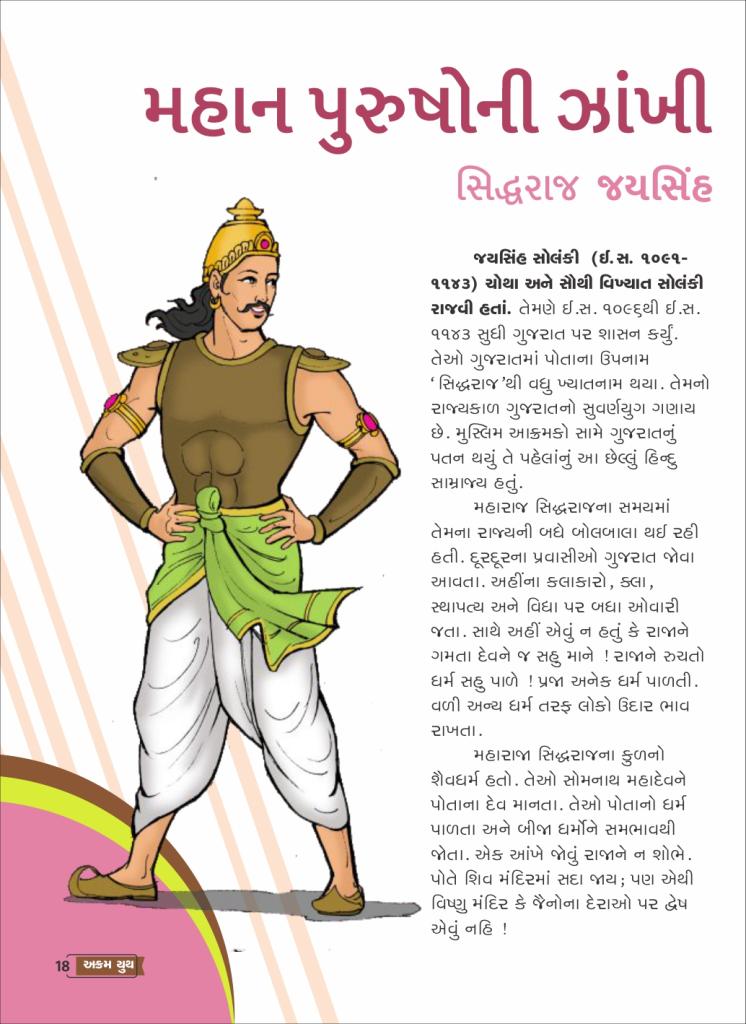 મહાન પુરુષોની ઝાંખી
સિદ્ધરાજ જયસિંહ
જયસિંહ સોલંકી (ઈ.સ. ૧૦૯૧-
૧૧૪૩) ચોથા અને સૌથી વિખ્યાત સોલંકી
રાજવી હતાં. તેમણે ઈ.સ. ૧૦૯૬થી ઈ.સ.
૧૧૪૩ સુધી ગુજરાત પર શાસન કર્યું.
તેઓ ગુજરાતમાં પોતાના ઉપનામ
‘સિદ્ધરાજ’થી વધુ ખ્યાતનામ થયા. તેમનો
રાજ્યકાળ ગુજરાતનો સુવર્ણયુગ ગણાય
છે. મુસ્લિમ આક્રમકો સામે ગુજરાતનું
પતન થયું તે પહેલાંનું આ છેલ્લું હિન્દુ
સામ્રાજ્ય હતું.
મહારાજ સિદ્ધરાજના સમયમાં
તેમના રાજ્યની બધે બોલબાલા થઈ રહી
હતી. દૂરદૂરના પ્રવાસીઓ ગુજરાત જોવા
આવતા. અહીંના કલાકારો, ક્લા,
સ્થાપત્ય અને વિદ્યા પર બધા ઓવારી
જતા. સાથે અહીં એવું ન હતું કે રાજાને
ગમતા દેવને જ સહુ માને ! રાજાને રુચતો
ધર્મ સહુ પાળે ! પ્રજા અનેક ધર્મ પાળતી.
વળી અન્ય ધર્મ તરફ લોકો ઉદાર ભાવ
રાખતા.
મહારાજા સિદ્ધરાજના કુળનો
શૈવધર્મ હતો. તેઓ સોમનાથ મહાદેવને
પોતાના દેવ માનતા. તેઓ પોતાનો ધર્મ
પાળતા અને બીજા ધર્મોને સમભાવથી
જોતા. એક આંખે જોવું રાજાને ન શોભે.
પોતે શિવ મંદિરમાં સદા જાય; પણ એથી
વિષ્ણુ મંદિર કે જૈનોના દેરાઓ પર દ્વેષ
એવું નહિ !
18 અક્રમ યુથ